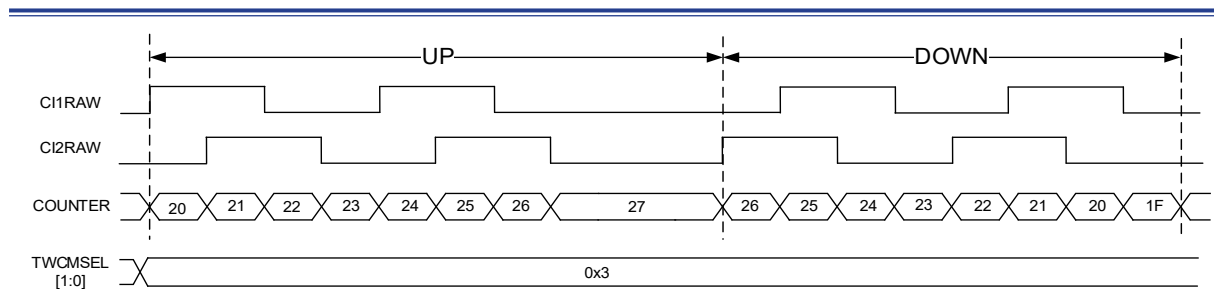 UP DOWN
CI1RAW
CI2RAW
COUNTER 20 21 22 23 24 25 26 27 26 25 24 23 22 21 20 1F
TWCMSEL
[1:0]
0x3